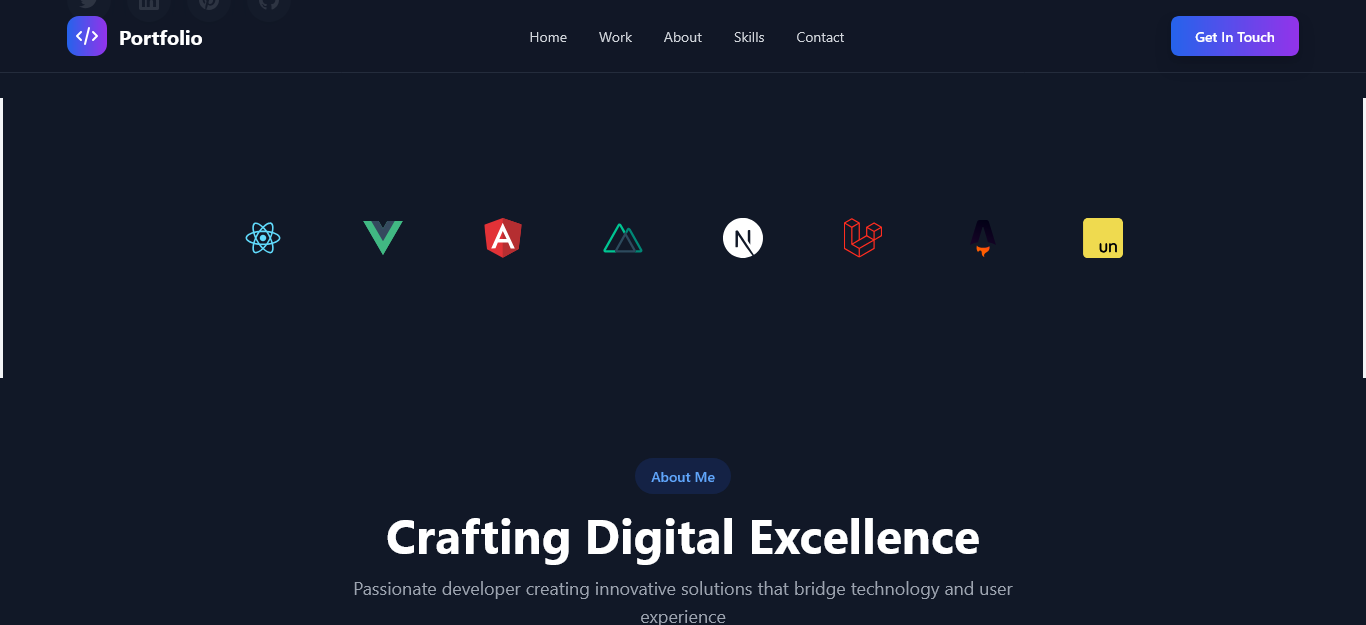 </> Portfolio
Home Work About Skills Contact
Get In Touch
in
A N un
About Me
Crafting Digital Excellence
Passionate developer creating innovative solutions that bridge technology and user
experience